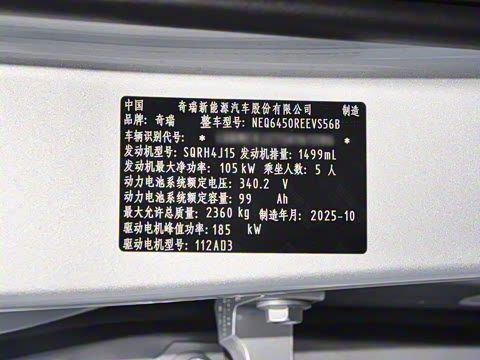 中国 奇瑞新能源汽车股份有限公司 制造
品牌: 奇瑞 整车型号: NEQ6450REEVS56B
车辆识别代号: * *
发动机型号: SQRH4J15 发动机排量: 1499mL
发动机最大净功率: 105kW 乘坐人数: 5 人
动力电池系统额定电压: 340.2 V
动力电池系统额定容量: 99 Ah
最大允许总质量: 2360 kg 制造年月: 2025-10
驱动电机峰值功率: 185 kW
驱动电机型号: 112AD3